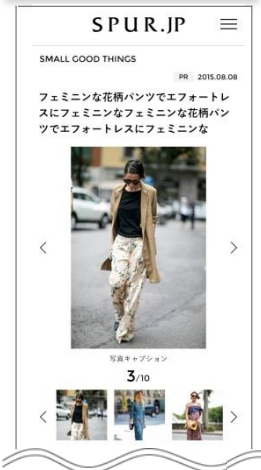 SPUR.JP
SMALL GOOD THINGS
PR 2015.08.08
フェミニンな花柄パンツでエフォートレ
スにフェミニンなフェミニンな花柄パン
ツでエフォートレスにフェミニンな
写真キャプション
3/10